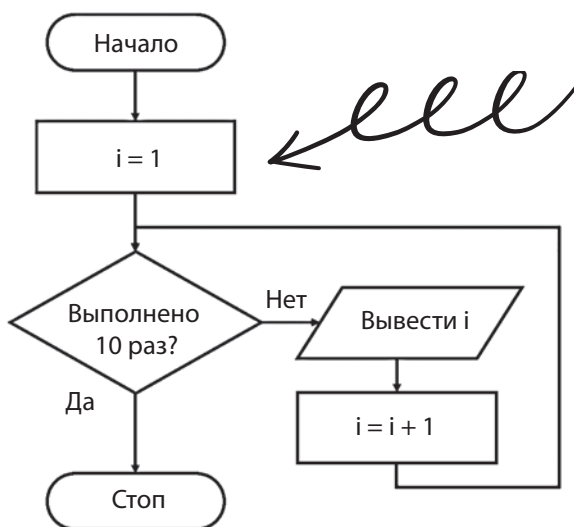 Начало
i = 1
Выполнено
10 раз?
Нет
Вывести i
Да
i = i + 1
Стоп